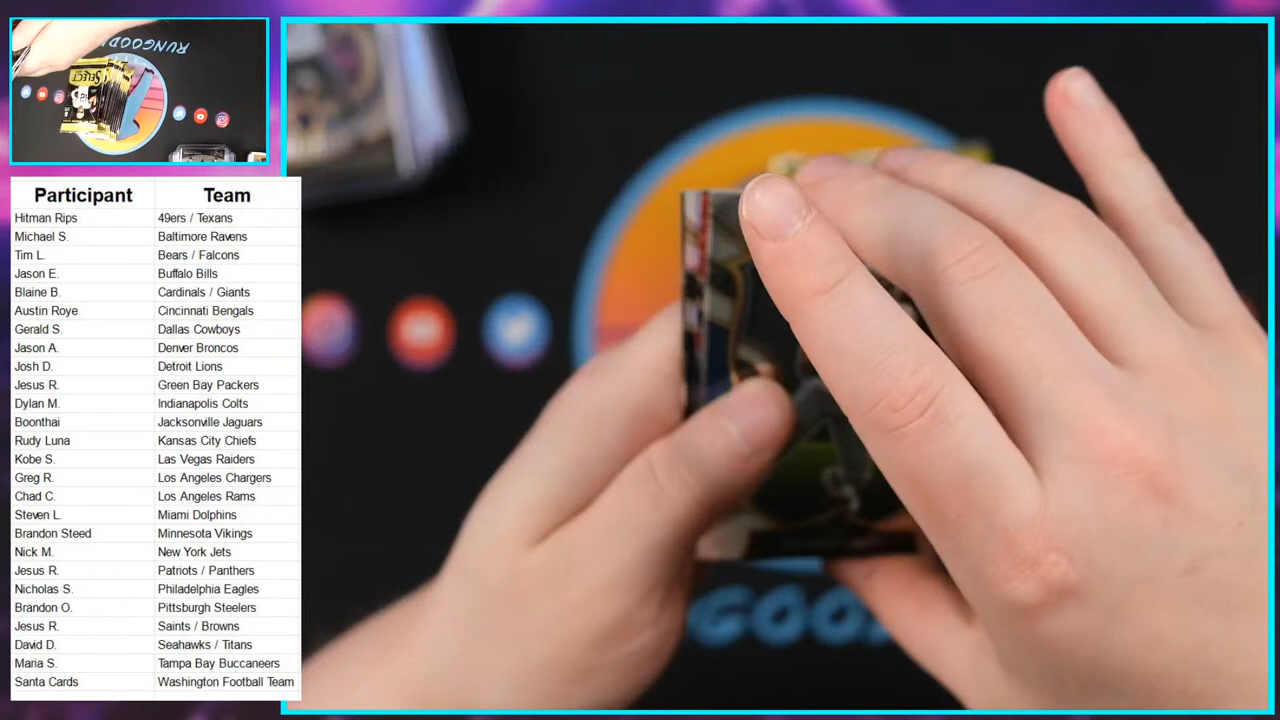 RUNGOOD
SELECT
Participant Team
Hitman Rips 49ers / Texans
Michael S. Baltimore Ravens
Tim L. Bears / Falcons
Jason E. Buffalo Bills
Blaine B. Cardinals / Giants
Austin Roye Cincinnati Bengals
Gerald S. Dallas Cowboys
Jason A. Denver Broncos
Josh D. Detroit Lions
Jesus R. Green Bay Packers
Dylan M. Indianapolis Colts
Boonthai Jacksonville Jaguars
Rudy Luna Kansas City Chiefs
Kobe S. Las Vegas Raiders
Greg R. Los Angeles Chargers
Chad C. Los Angeles Rams
Steven L. Miami Dolphins
Brandon Steed Minnesota Vikings
Nick M. New York Jets
Jesus R. Patriots / Panthers
Nicholas S. Philadelphia Eagles
Brandon O. Pittsburgh Steelers
Jesus R. Saints / Browns
David D. Seahawks / Titans
Maria S. Tampa Bay Buccaneers
Santa Cards Washington Football Team
GOO